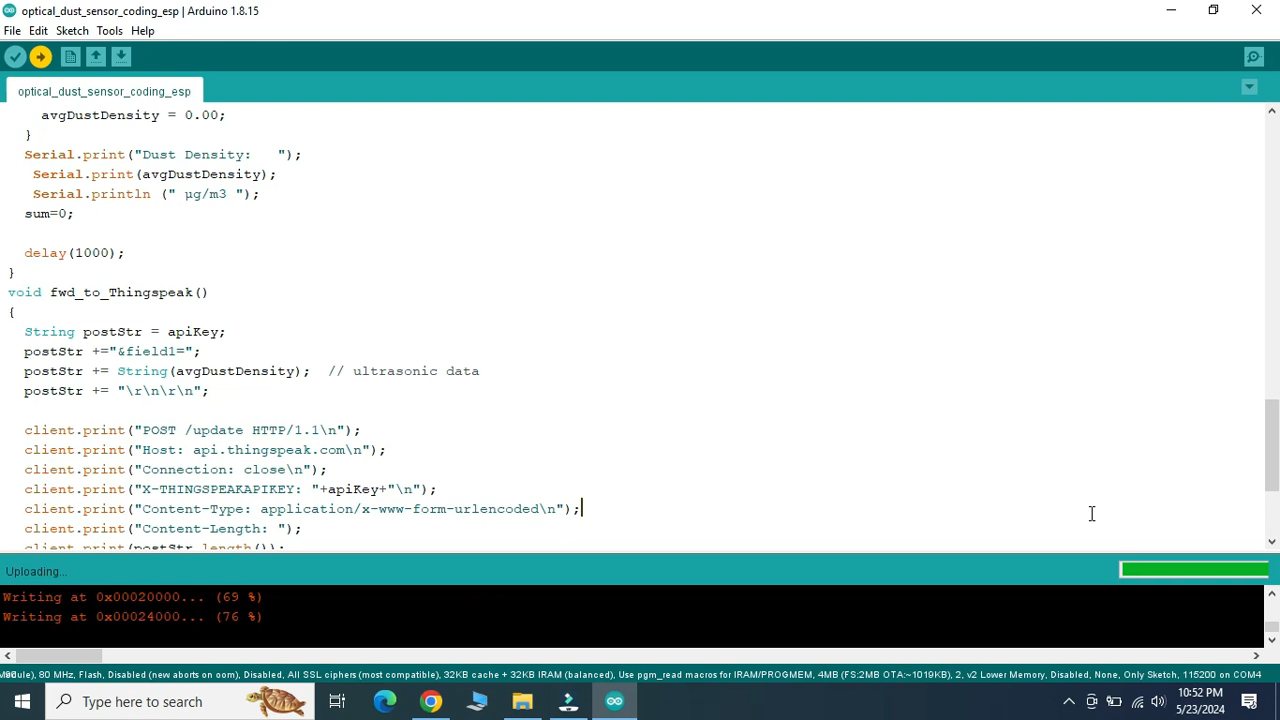 optical_dust_sensor_coding_esp | Arduino 1.8.15
File Edit Sketch Tools Help
optical_dust_sensor_coding_esp
avgDustDensity = 0.00;
}
Serial.print("Dust Density:   ");
Serial.print(avgDustDensity);
Serial.println (" µg/m3 ");
sum=0;
delay(1000);
}
void fwd_to_Thingspeak()
{
String postStr = apiKey;
postStr +="&field1=";
postStr += String(avgDustDensity);  // ultrasonic data
postStr += "\r\n\r\n";
client.print("POST /update HTTP/1.1\n");
client.print("Host: api.thingspeak.com\n");
client.print("Connection: close\n");
client.print("X-THINGSPEAKAPIKEY: "+apiKey+"\n");
client.print("Content-Type: application/x-www-form-urlencoded\n");
client.print("Content-Length: ");
client.print(postStr.length());
Uploading...
Writing at 0x00020000... (69 %)
Writing at 0x00024000... (76 %)
80 MHz, Flash, Disabled (new aborts on oom), Disabled, All SSL ciphers (most compatible), 32KB cache + 32KB IRAM (balanced), Use pgm_read macros for IRAM/PROGMEM, 4MB (FS:2MB OTA:~1019KB), 2, v2 Lower Memory, Disabled, None, Only Sketch, 115200 on COM4
Type here to search
10:52 PM
5/23/2024